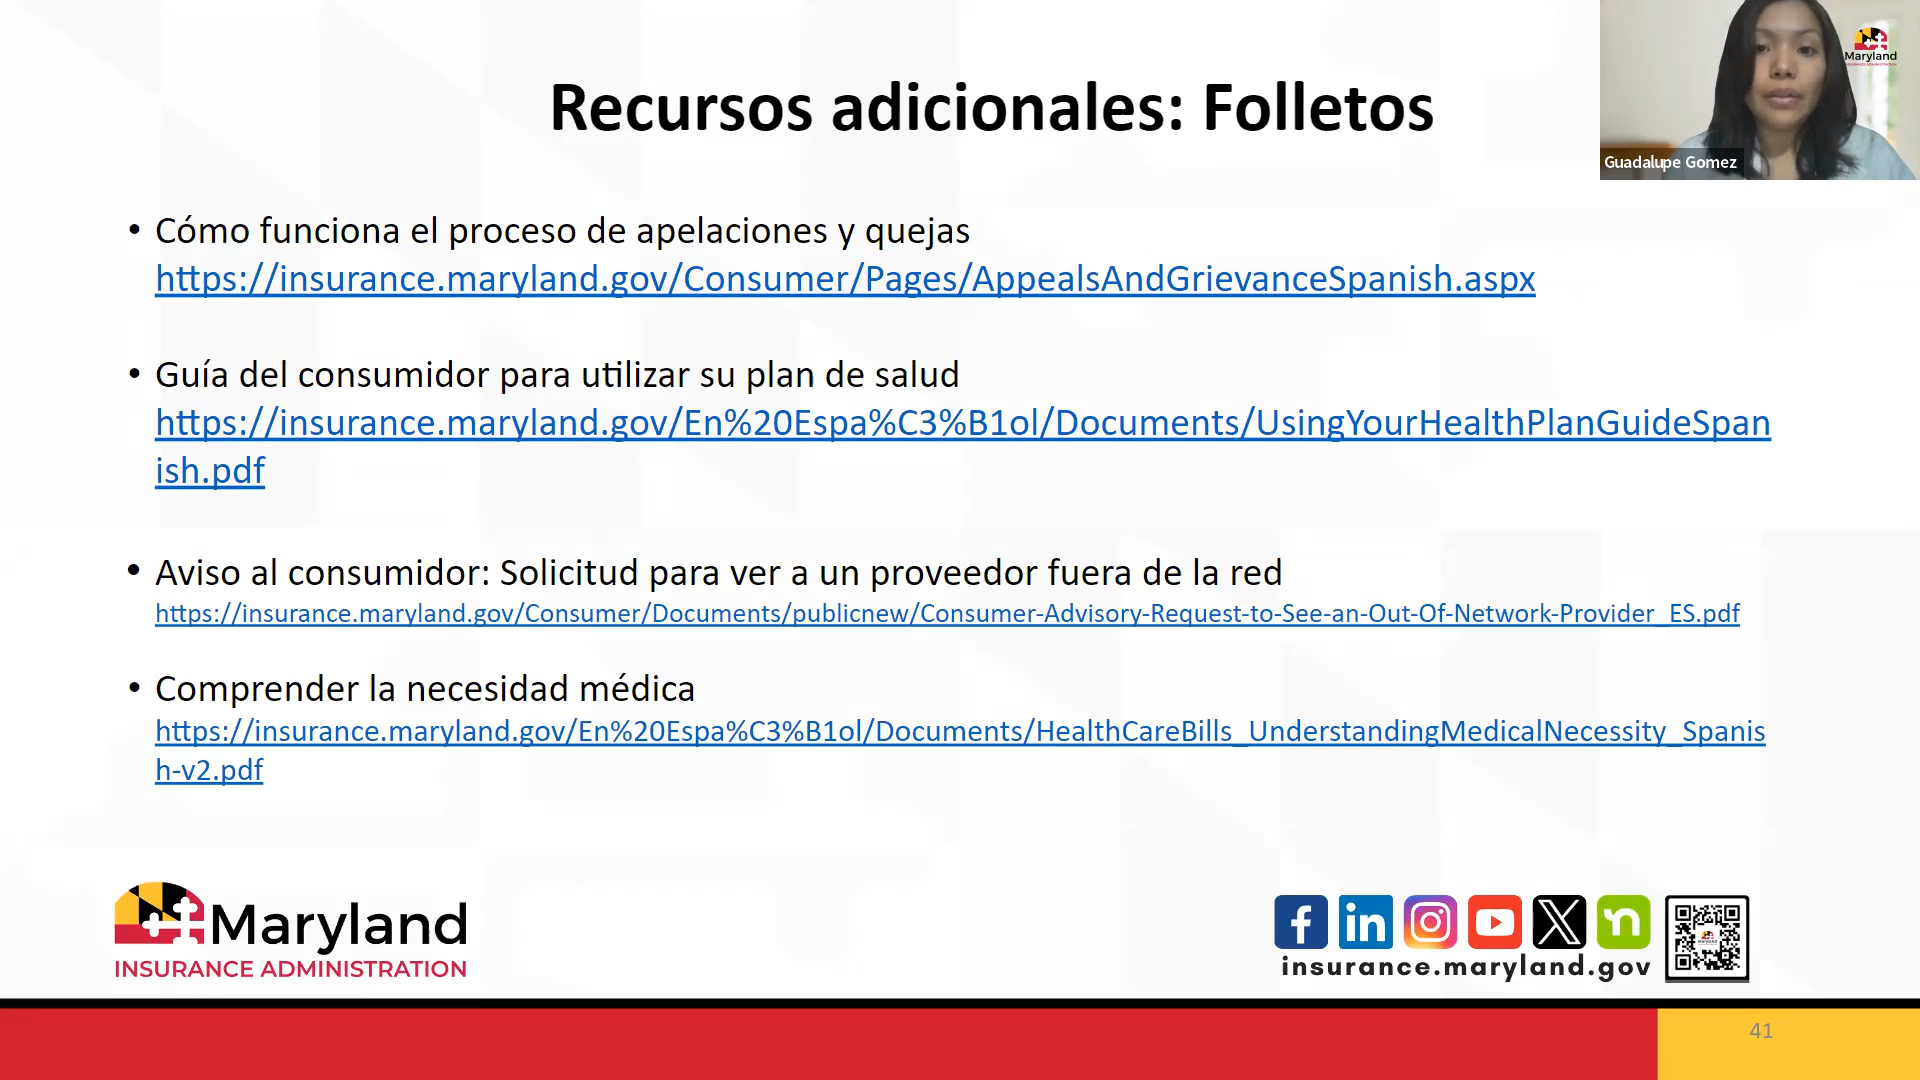 Recursos adicionales: Folletos
Maryland
Guadalupe Gomez
• Cómo funciona el proceso de apelaciones y quejas
https://insurance.maryland.gov/Consumer/Pages/AppealsAndGrievanceSpanish.aspx
• Guía del consumidor para utilizar su plan de salud
https://insurance.maryland.gov/En%20Espa%C3%B1ol/Documents/UsingYourHealthPlanGuideSpan
ish.pdf
• Aviso al consumidor: Solicitud para ver a un proveedor fuera de la red
https://insurance.maryland.gov/Consumer/Documents/publicnew/Consumer-Advisory-Request-to-See-an-Out-Of-Network-Provider_ES.pdf
• Comprender la necesidad médica
https://insurance.maryland.gov/En%20Espa%C3%B1ol/Documents/HealthCareBills_UnderstandingMedicalNecessity_Spanis
h-v2.pdf
Maryland
INSURANCE ADMINISTRATION
insurance.maryland.gov
41